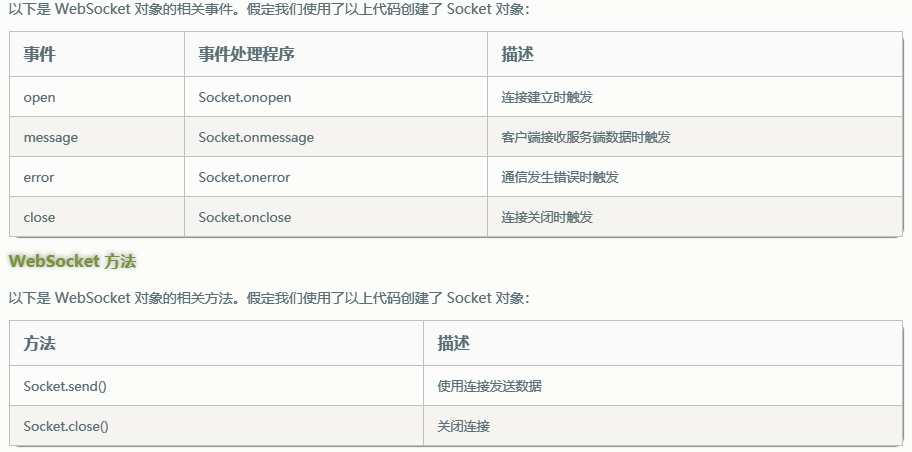 以下是 WebSocket 对象的相关事件。假定我们使用了以上代码创建了 Socket 对象：
事件 事件处理程序 描述
open Socket.onopen 连接建立时触发
message Socket.onmessage 客户端接收服务端数据时触发
error Socket.onerror 通信发生错误时触发
close Socket.onclose 连接关闭时触发
WebSocket 方法
以下是 WebSocket 对象的相关方法。假定我们使用了以上代码创建了 Socket 对象：
方法 描述
Socket.send() 使用连接发送数据
Socket.close() 关闭连接